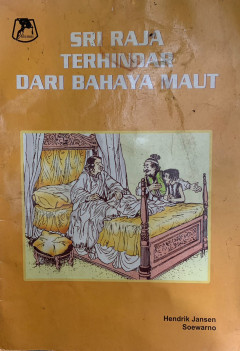 SRI RAJA
TERHINDAR
DARI BAHAYA MAUT
Hendrik Jansen
Soewarno